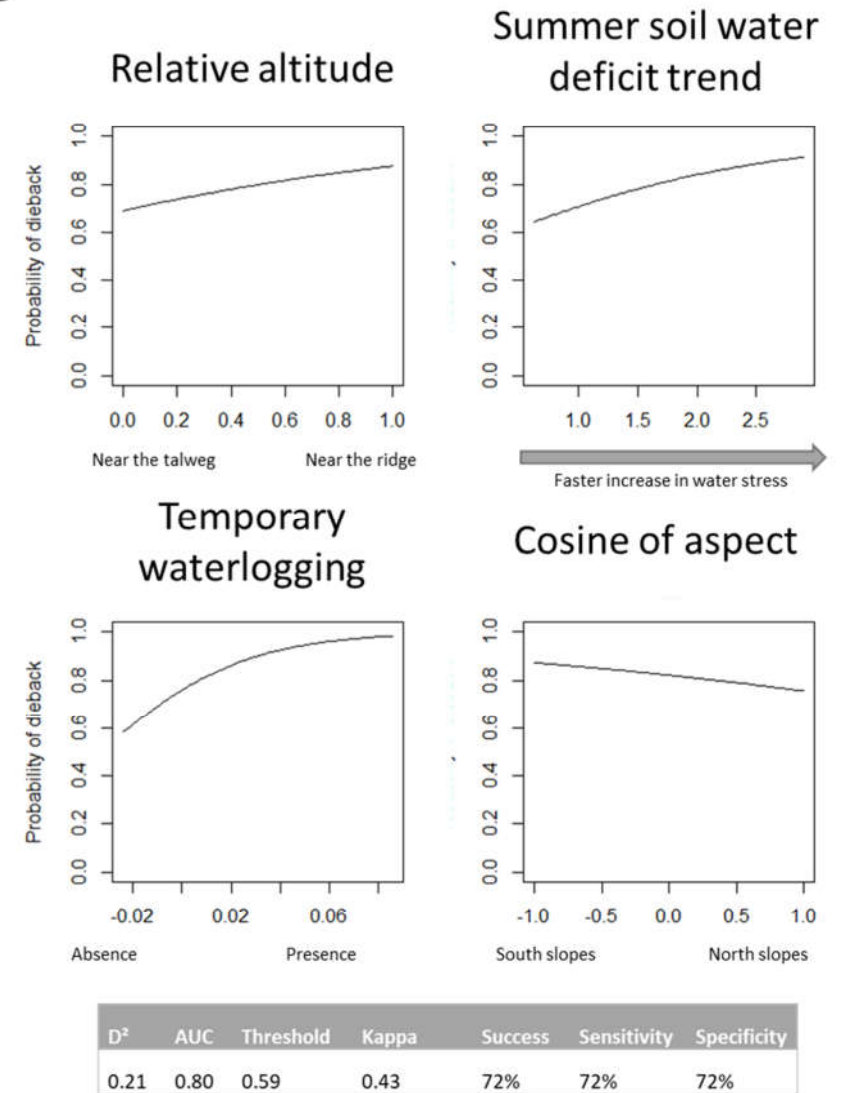 Relative altitude
Summer soil water
deficit trend
Probability of dieback
0.0 0.2 0.4 0.6 0.8 1.0
0.0 0.2 0.4 0.6 0.8 1.0
Near the talweg Near the ridge
0.0 0.2 0.4 0.6 0.8 1.0
1.0 1.5 2.0 2.5
Faster increase in water stress
Temporary
waterlogging
Cosine of aspect
Probability of dieback
0.0 0.2 0.4 0.6 0.8 1.0
-0.02 0.02 0.06
Absence Presence
0.0 0.2 0.4 0.6 0.8 1.0
-1.0 -0.5 0.0 0.5 1.0
South slopes North slopes
D² AUC Threshold Kappa Success Sensitivity Specificity
0.21 0.80 0.59 0.43 72% 72% 72%